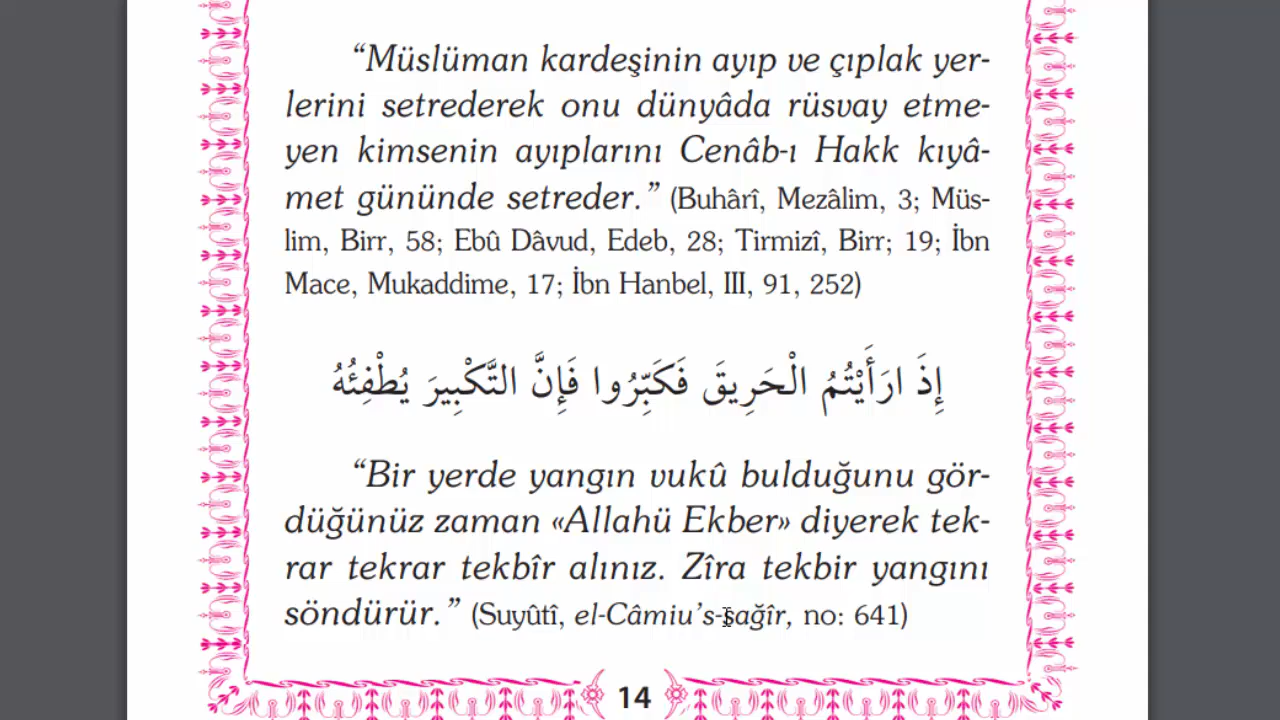 “Müslüman kardeşinin ayıp ve çıplak yer-
lerini setrederek onu dünyâda rüsvay etme-
yen kimsenin ayıplarını Cenâb-ı Hakk kıyâ-
met gününde setreder.” (Buhârî, Mezâlim, 3; Müs-
lim, Birr, 58; Ebû Dâvud, Edeb, 28; Tirmizî, Birr; 19; İbn
Mace, Mukaddime, 17; İbn Hanbel, III, 91, 252)
إِذَ ارَأَيْتُمُ الْحَرِيقَ فَكَبِّرُوا فَإِنَّ التَّكْبِيرَ يُطْفِئُهُ
“Bir yerde yangın vukû bulduğunu gör-
düğünüz zaman «Allahü Ekber» diyerek tek-
rar tekrar tekbîr alınız. Zîra tekbir yangını
söndürür.” (Suyûtî, el-Câmiu’s-sağîr, no: 641)
14